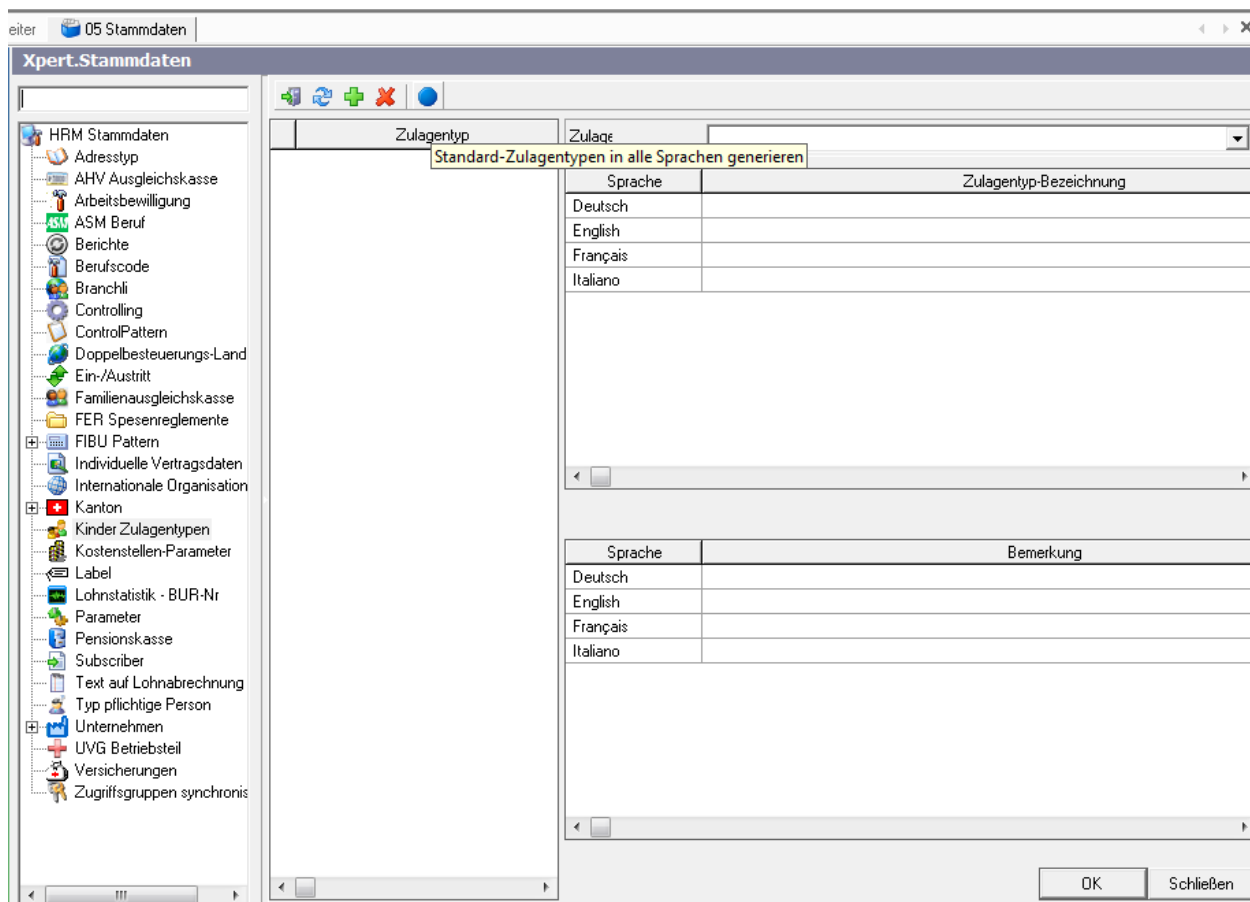 eiter
05 Stammdaten
Xpert.Stammdaten
HRM Stammdaten
Adresstyp
AHV Ausgleichskasse
Arbeitsbewilligung
ASM Beruf
Berichte
Berufscode
Branchli
Controlling
ControlPattern
Doppelbesteuerungs-Land
Ein-/Austritt
Familienausgleichskasse
FER Spesenreglemente
FIBU Pattern
Individuelle Vertragsdaten
Internationale Organisation
Kanton
Kinder Zulagentypen
Kostenstellen-Parameter
Label
Lohnstatistik - BUR-Nr
Parameter
Pensionskasse
Subscriber
Text auf Lohnabrechnung
Typ pflichtige Person
Unternehmen
UVG Betriebsteil
Versicherungen
Zugriffsgruppen synchronis
Zulagentyp
Standard-Zulagentypen in alle Sprachen generieren
Zulage
Sprache Zulagentyp-Bezeichnung
Deutsch
English
Français
Italiano
Sprache Bemerkung
Deutsch
English
Français
Italiano
OK Schließen